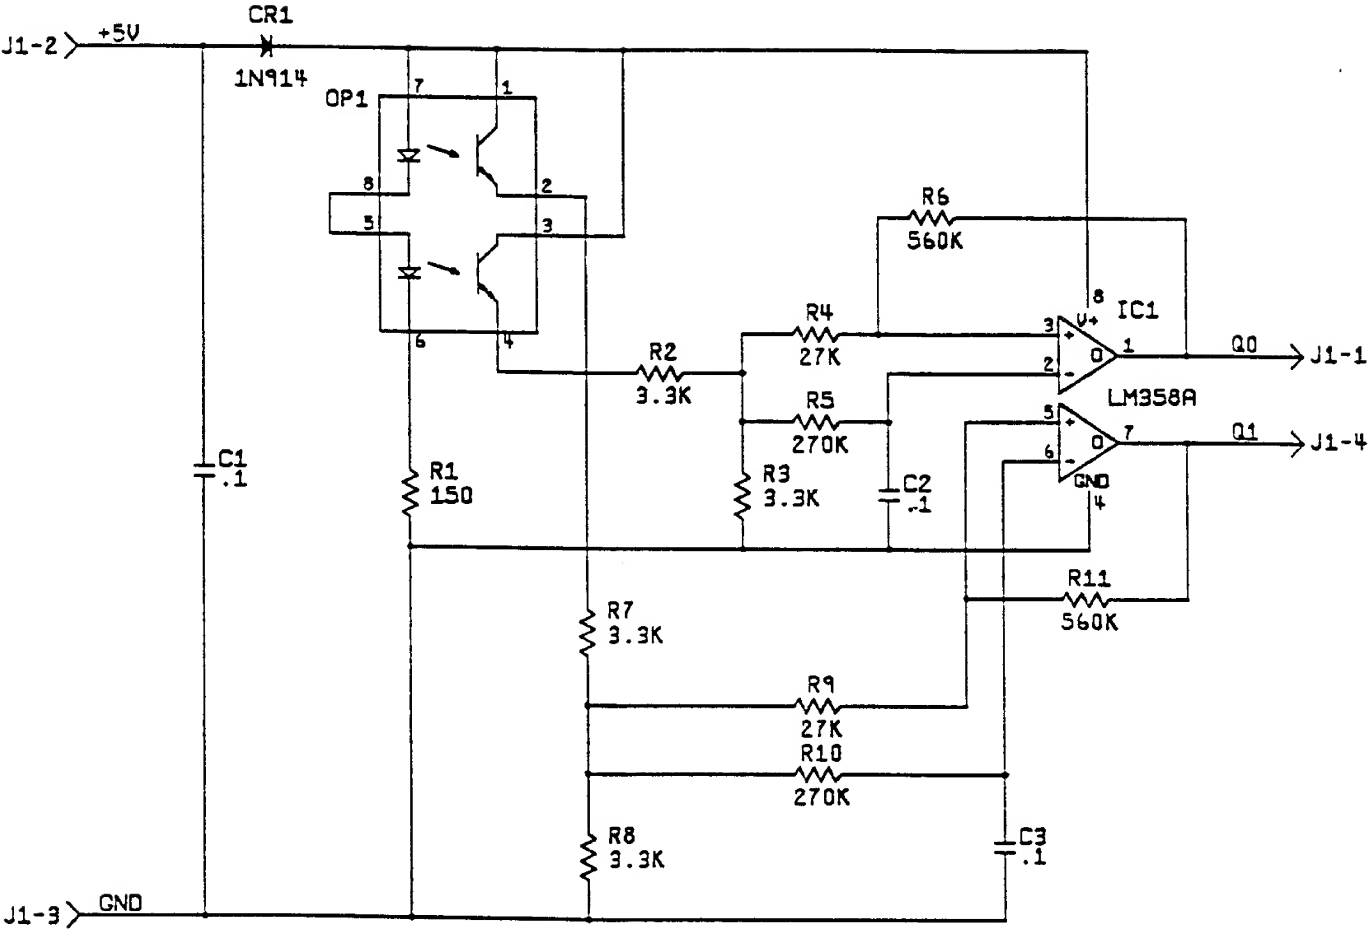 CR1
J1-2
+5V
1N914
OP1
7
1
8
2
5
3
6
4
R6
560K
8
IC1
V+
R4
27K
3
+
O
1
Q0
J1-1
R2
3.3K
2
-
LM358A
R5
270K
5
+
O
7
Q1
J1-4
6
-
GND
4
C1
.1
R1
150
R3
3.3K
C2
.1
R11
560K
R7
3.3K
R9
27K
R10
270K
R8
3.3K
C3
.1
J1-3
GND